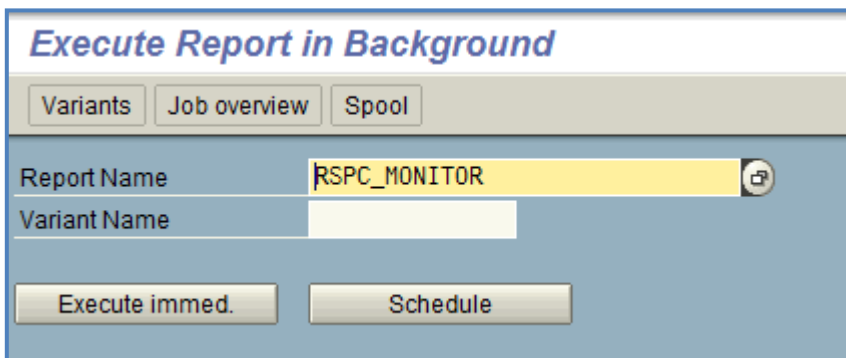 Execute Report in Background
Variants Job overview Spool
Report Name RSPC_MONITOR
Variant Name
Execute immed. Schedule